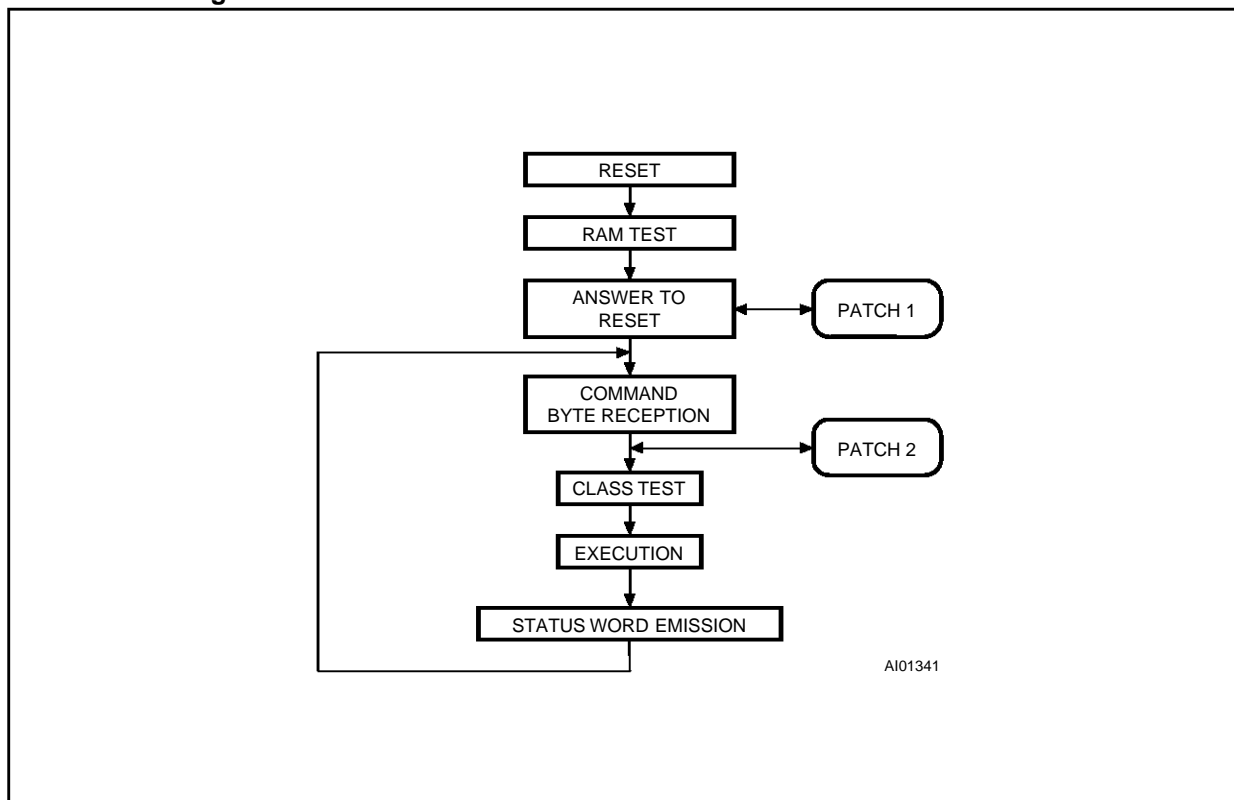 RESET
RAM TEST
ANSWER TO
RESET
PATCH 1
COMMAND
BYTE RECEPTION
PATCH 2
CLASS TEST
EXECUTION
STATUS WORD EMISSION
AI01341